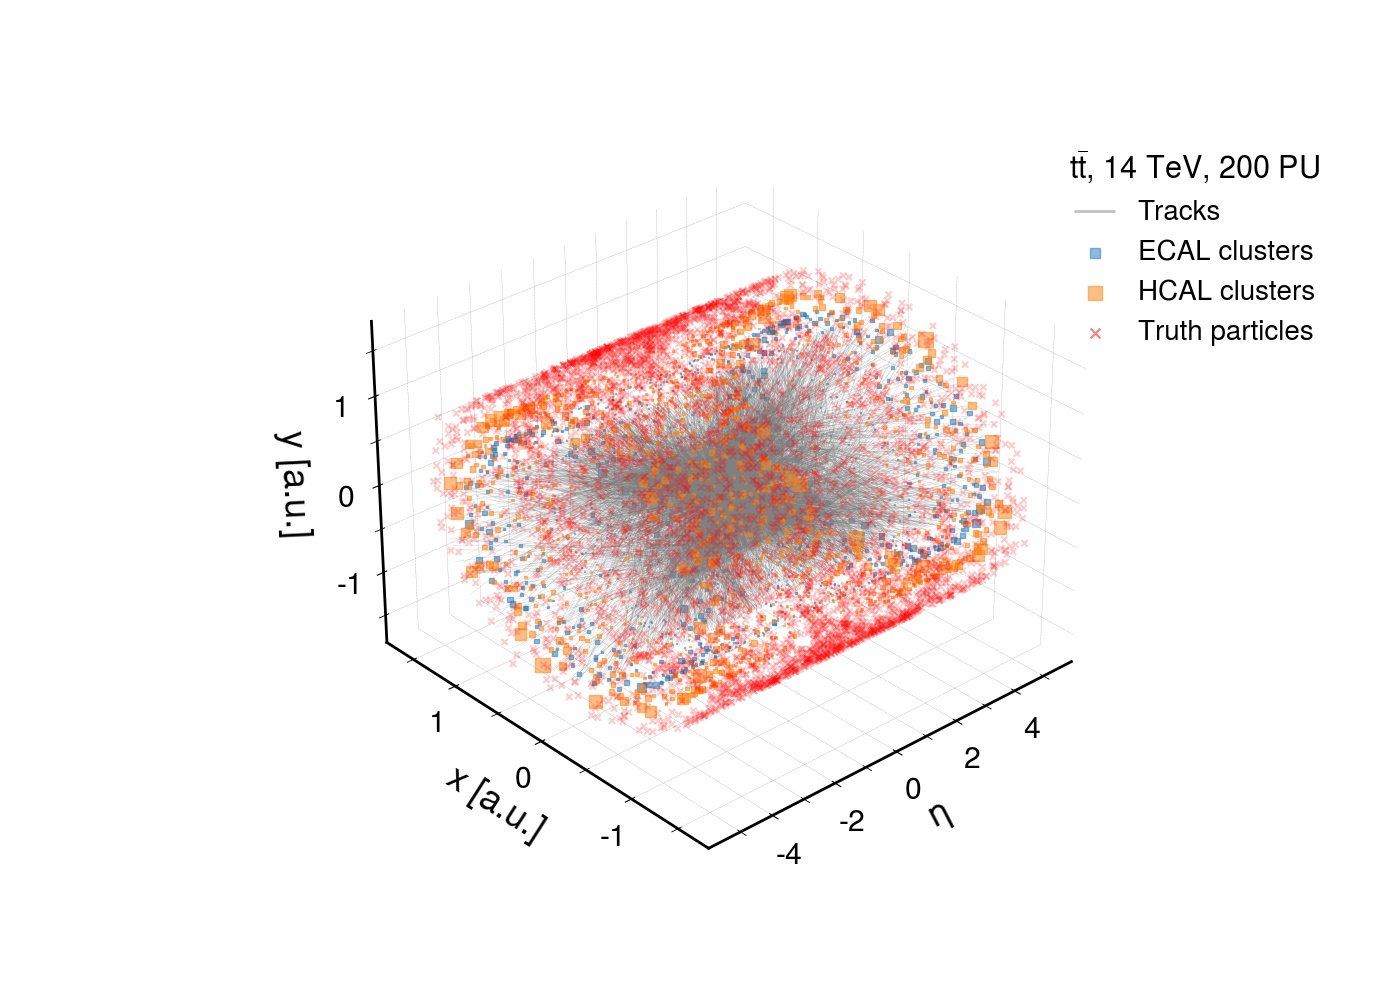 tt̄, 14 TeV, 200 PU
Tracks
ECAL clusters
HCAL clusters
Truth particles
1
0
-1
y [a.u.]
1
0
-1
x [a.u.]
-4
-2
0
2
4
η